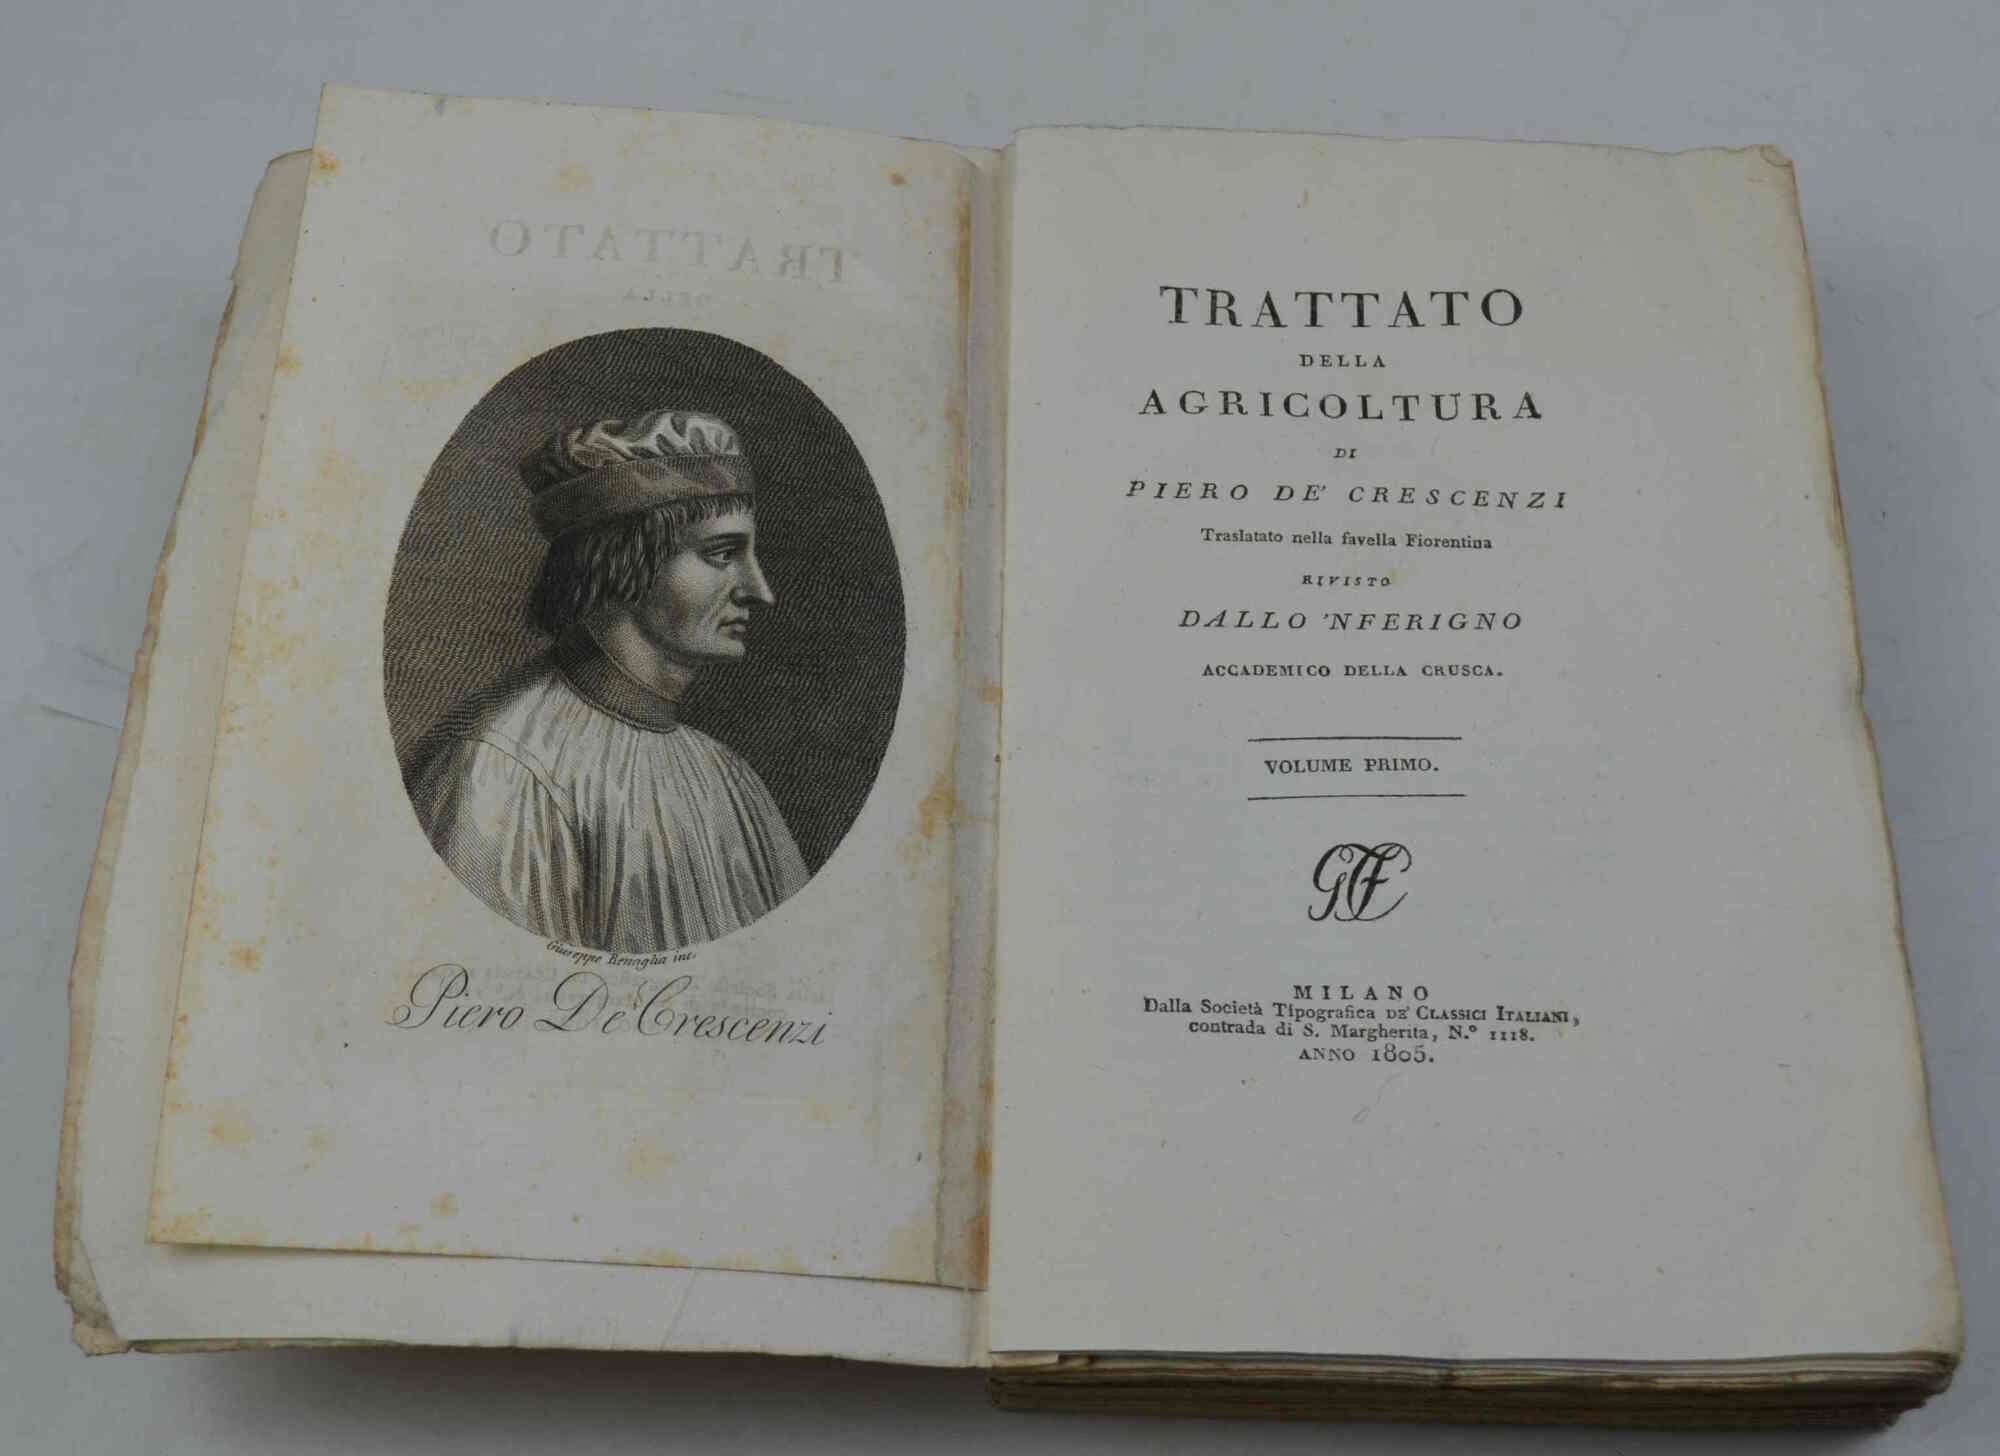 TRATTATO
DELLA
Giuseppe Benaglia inc.
Piero De' Crescenzi
TRATTATO
DELLA
AGRICOLTURA
DI
PIERO DE' CRESCENZI
Traslatato nella favella Fiorentina
RIVISTO
DALLO 'NFERIGNO
ACCADEMICO DELLA CRUSCA.
VOLUME PRIMO.
MILANO
Dalla Società Tipografica DE' CLASSICI ITALIANI,
contrada di S. Margherita, N.º 1118.
ANNO 1805.